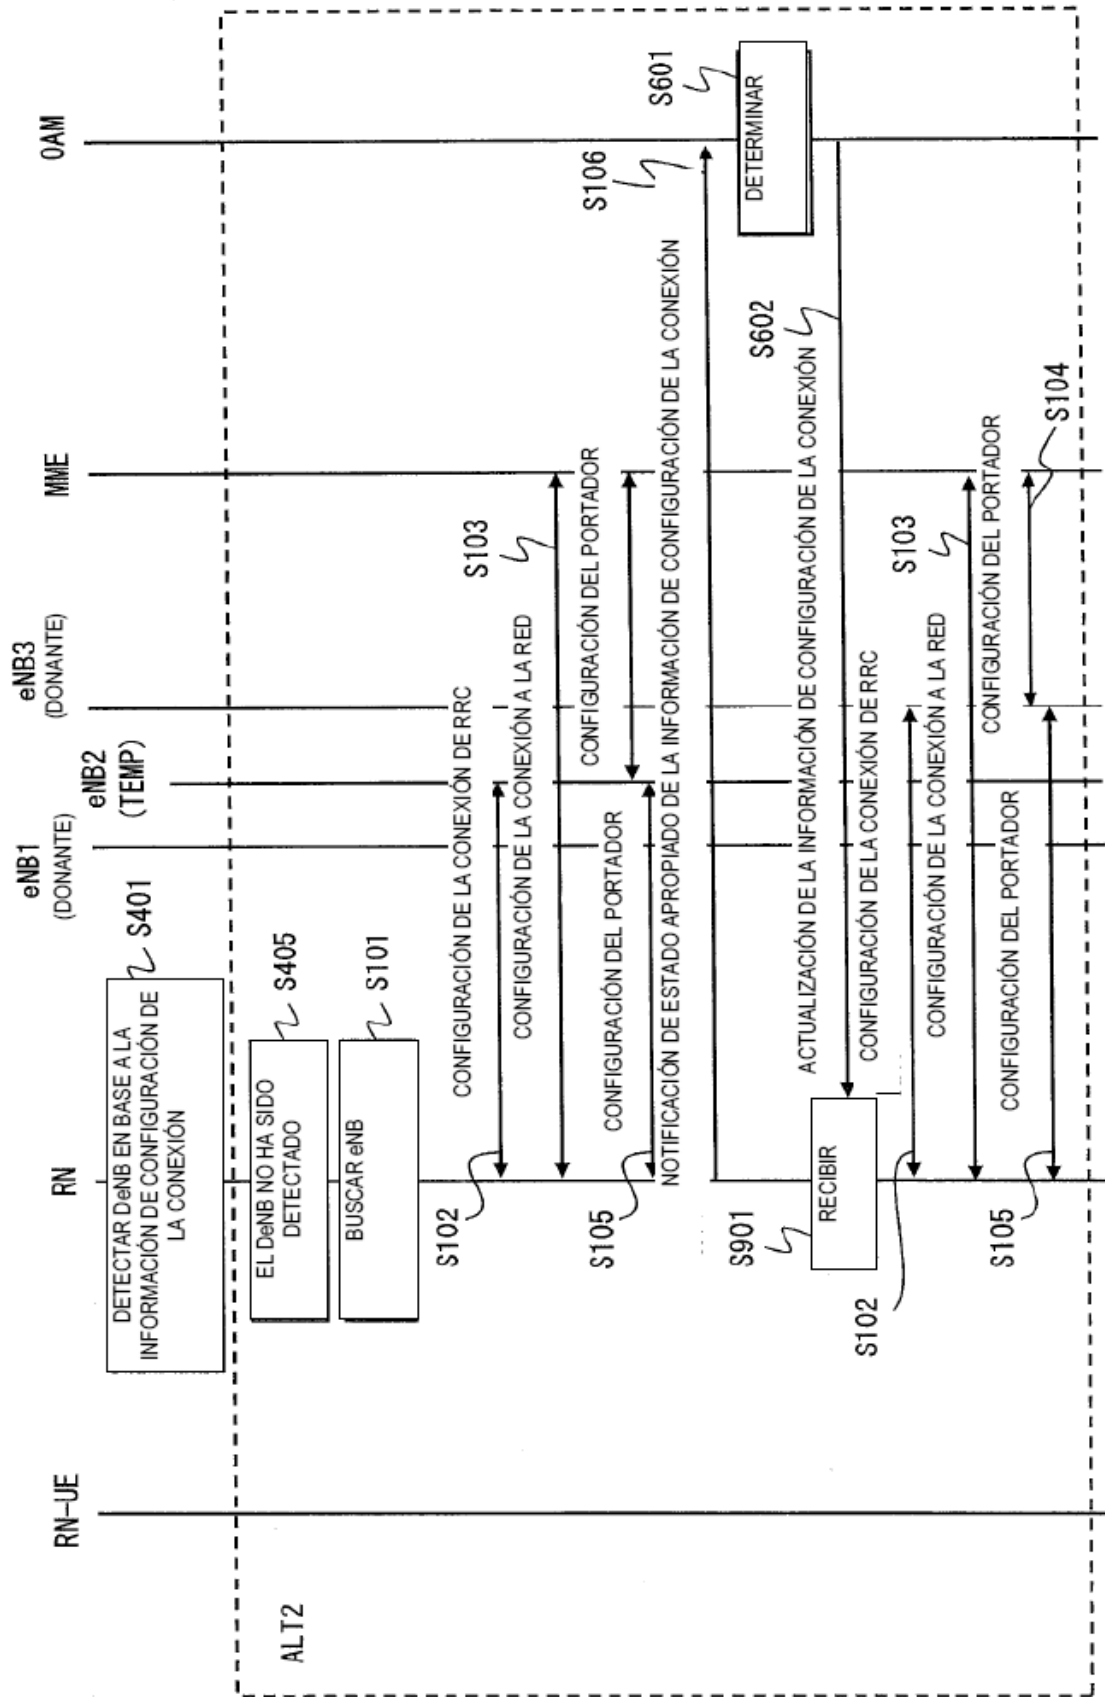 RN-UE
RN
eNB1
(DONANTE)
eNB2
(TEMP)
eNB3
(DONANTE)
MME
OAM
DETECTAR DeNB EN BASE A LA
INFORMACIÓN DE CONFIGURACIÓN DE
LA CONEXIÓN
S401
ALT2
EL DeNB NO HA SIDO
DETECTADO
S405
BUSCAR eNB
S101
CONFIGURACIÓN DE LA CONEXIÓN DE RRC
S102
CONFIGURACIÓN DE LA CONEXIÓN A LA RED
S103
CONFIGURACIÓN DEL PORTADOR
CONFIGURACIÓN DEL PORTADOR
S105
NOTIFICACIÓN DE ESTADO APROPIADO DE LA INFORMACIÓN DE CONFIGURACIÓN DE LA CONEXIÓN
S106
DETERMINAR
S601
ACTUALIZACIÓN DE LA INFORMACIÓN DE CONFIGURACIÓN DE LA CONEXIÓN
S602
RECIBIR
S901
CONFIGURACIÓN DE LA CONEXIÓN DE RRC
S102
CONFIGURACIÓN DE LA CONEXIÓN A LA RED
S103
CONFIGURACIÓN DEL PORTADOR
S104
CONFIGURACIÓN DEL PORTADOR
S105